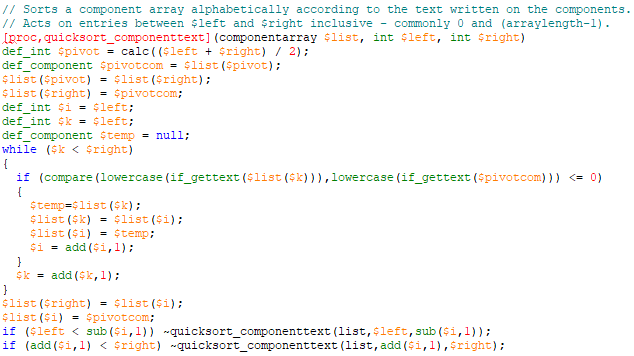 // Sorts a component array alphabetically according to the text written on the components.
// Acts on entries between $left and $right inclusive - commonly 0 and (arraylength-1).
[proc,quicksort_componenttext](componentarray $list, int $left, int $right)
def_int $pivot = calc(($left + $right) / 2);
def_component $pivotcom = $list($pivot);
$list($pivot) = $list($right);
$list($right) = $pivotcom;
def_int $i = $left;
def_int $k = $left;
def_component $temp = null;
while ($k < $right)
{
  if (compare(lowercase(if_gettext($list($k))),lowercase(if_gettext($pivotcom))) <= 0)
  {
    $temp=$list($k);
    $list($k) = $list($i);
    $list($i) = $temp;
    $i = add($i,1);
  }
  $k = add($k,1);
}
$list($right) = $list($i);
$list($i) = $pivotcom;
if ($left < sub($i,1)) ~quicksort_componenttext(list,$left,sub($i,1));
if (add($i,1) < $right) ~quicksort_componenttext(list,add($i,1),$right);